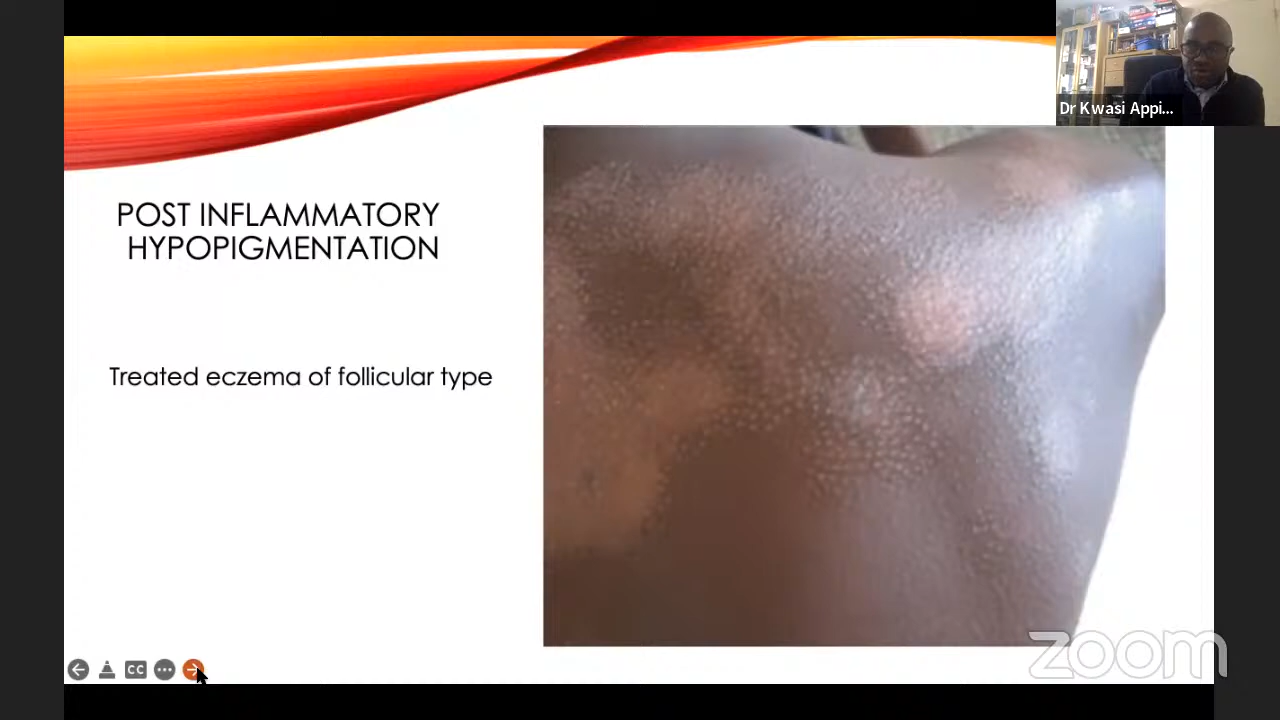 Dr Kwasi Appi...
POST INFLAMMATORY
HYPOPIGMENTATION
Treated eczema of follicular type
CC
zoom